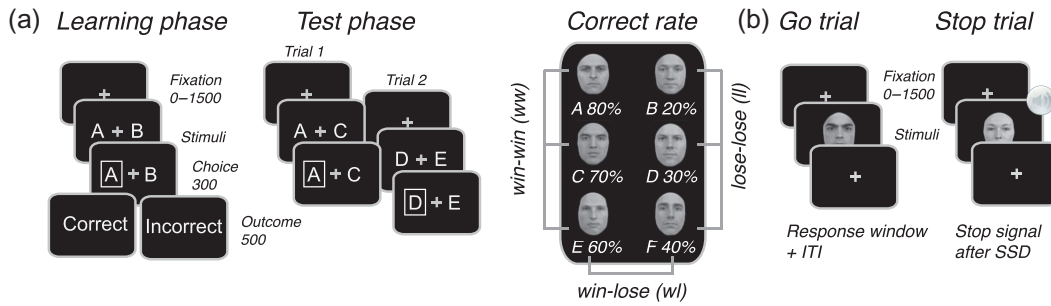 (a) Learning phase
Test phase
Correct rate
(b) Go trial
Stop trial
+
Fixation
0–1500
A + B
Stimuli
A + B
Choice
300
Correct
Incorrect
Outcome
500
Trial 1
+
A + C
A + C
Trial 2
+
D + E
D + E
win-win (ww)
A 80%
B 20%
C 70%
D 30%
E 60%
F 40%
lose-lose (ll)
win-lose (wl)
+
Fixation
0–1500
Stimuli
+
Response window
+ ITI
+
+
Stop signal
after SSD